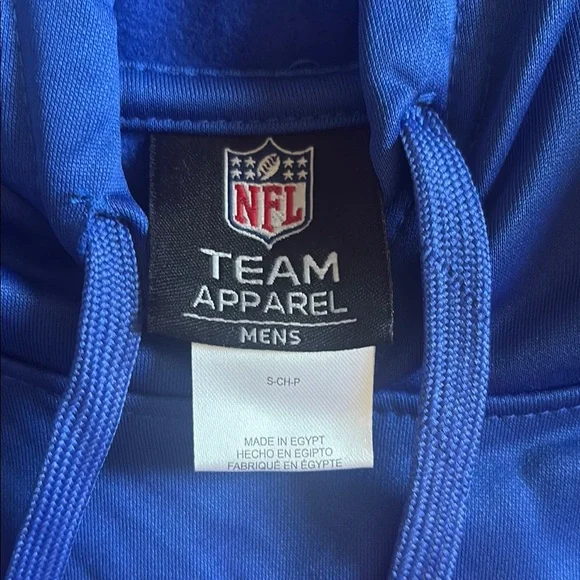 NFL
TEAM
APPAREL
MENS
S-CH-P
MADE IN EGYPT
HECHO EN EGIPTO
FABRIQUÉ EN ÉGYPTE